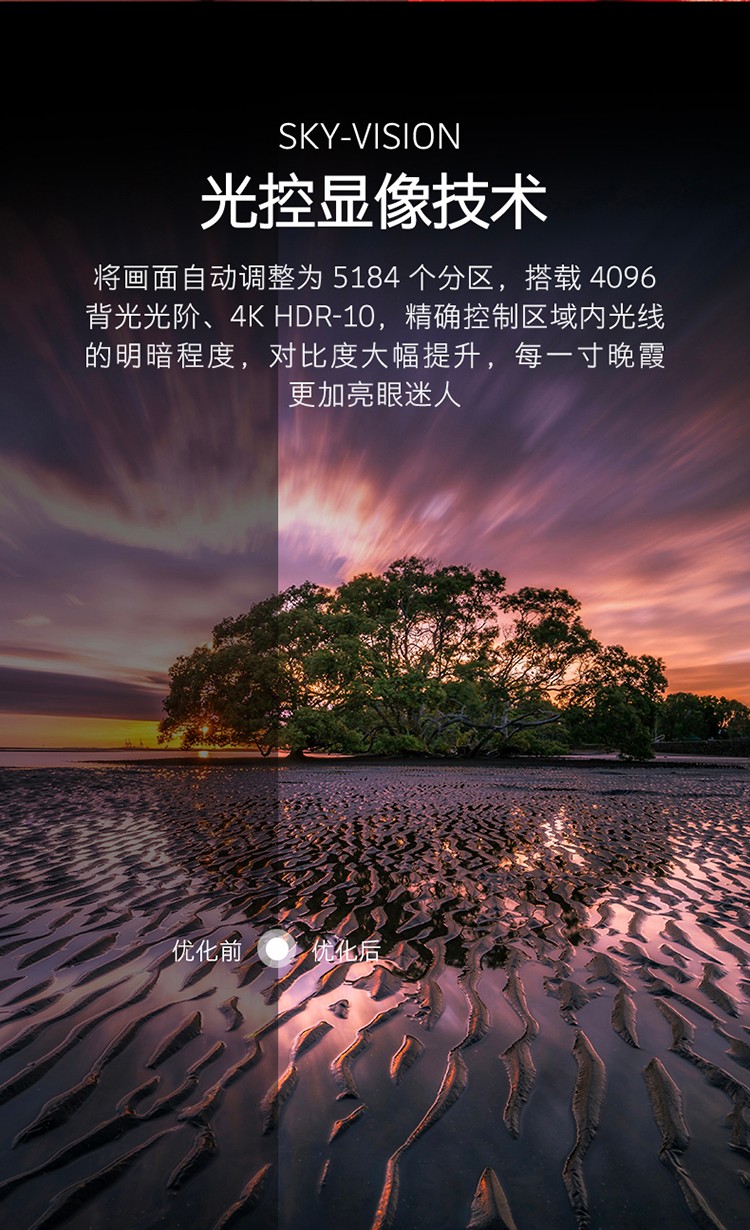 SKY-VISION
光控显像技术
将画面自动调整为 5184 个分区，搭载 4096
背光光阶、4K HDR-10，精确控制区域内光线
的明暗程度，对比度大幅提升，每一寸晚霞
更加亮眼迷人
优化前 优化后